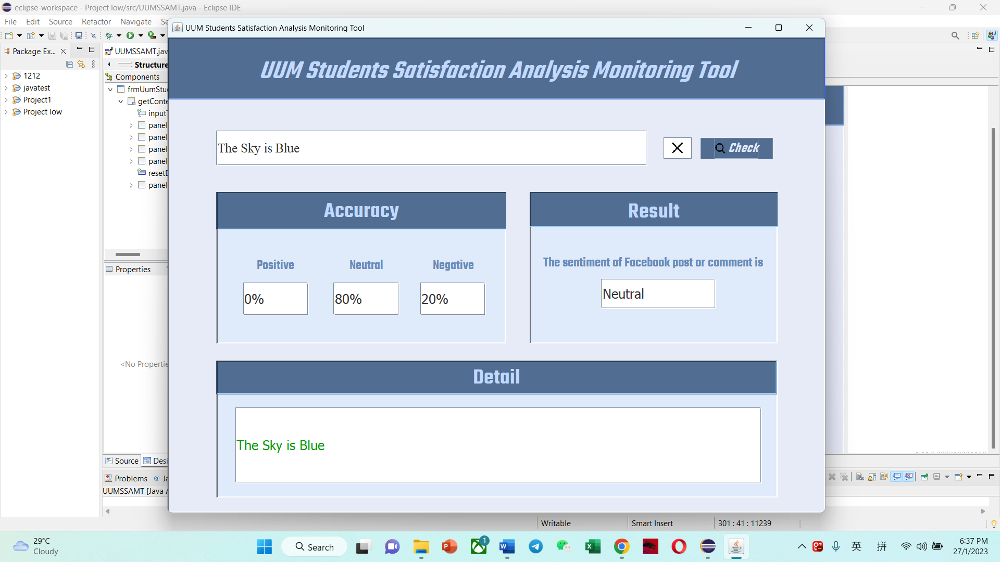 eclipse-workspace - Project low/src/UUMSSAMT.java - Eclipse IDE
File Edit Source Refactor Navigate Se
UUM Students Satisfaction Analysis Monitoring Tool
Package Ex...
1212
javatest
Project1
Project low
UUMSSAMT.jav
Structure
Components
frmUumStu
getConte
input
panel
panel
panel
panel
resetB
panel
Properties
<No Propertie
Source Desi
Problems Ja
UUMSSAMT [Java A
UUM Students Satisfaction Analysis Monitoring Tool
The Sky is Blue
Check
Accuracy
Positive Neutral Negative
0% 80% 20%
Result
The sentiment of Facebook post or comment is
Neutral
Detail
The Sky is Blue
Writable Smart Insert 301 : 41 : 11239
29°C
Cloudy
Search
1
英 拼
6:37 PM
27/1/2023